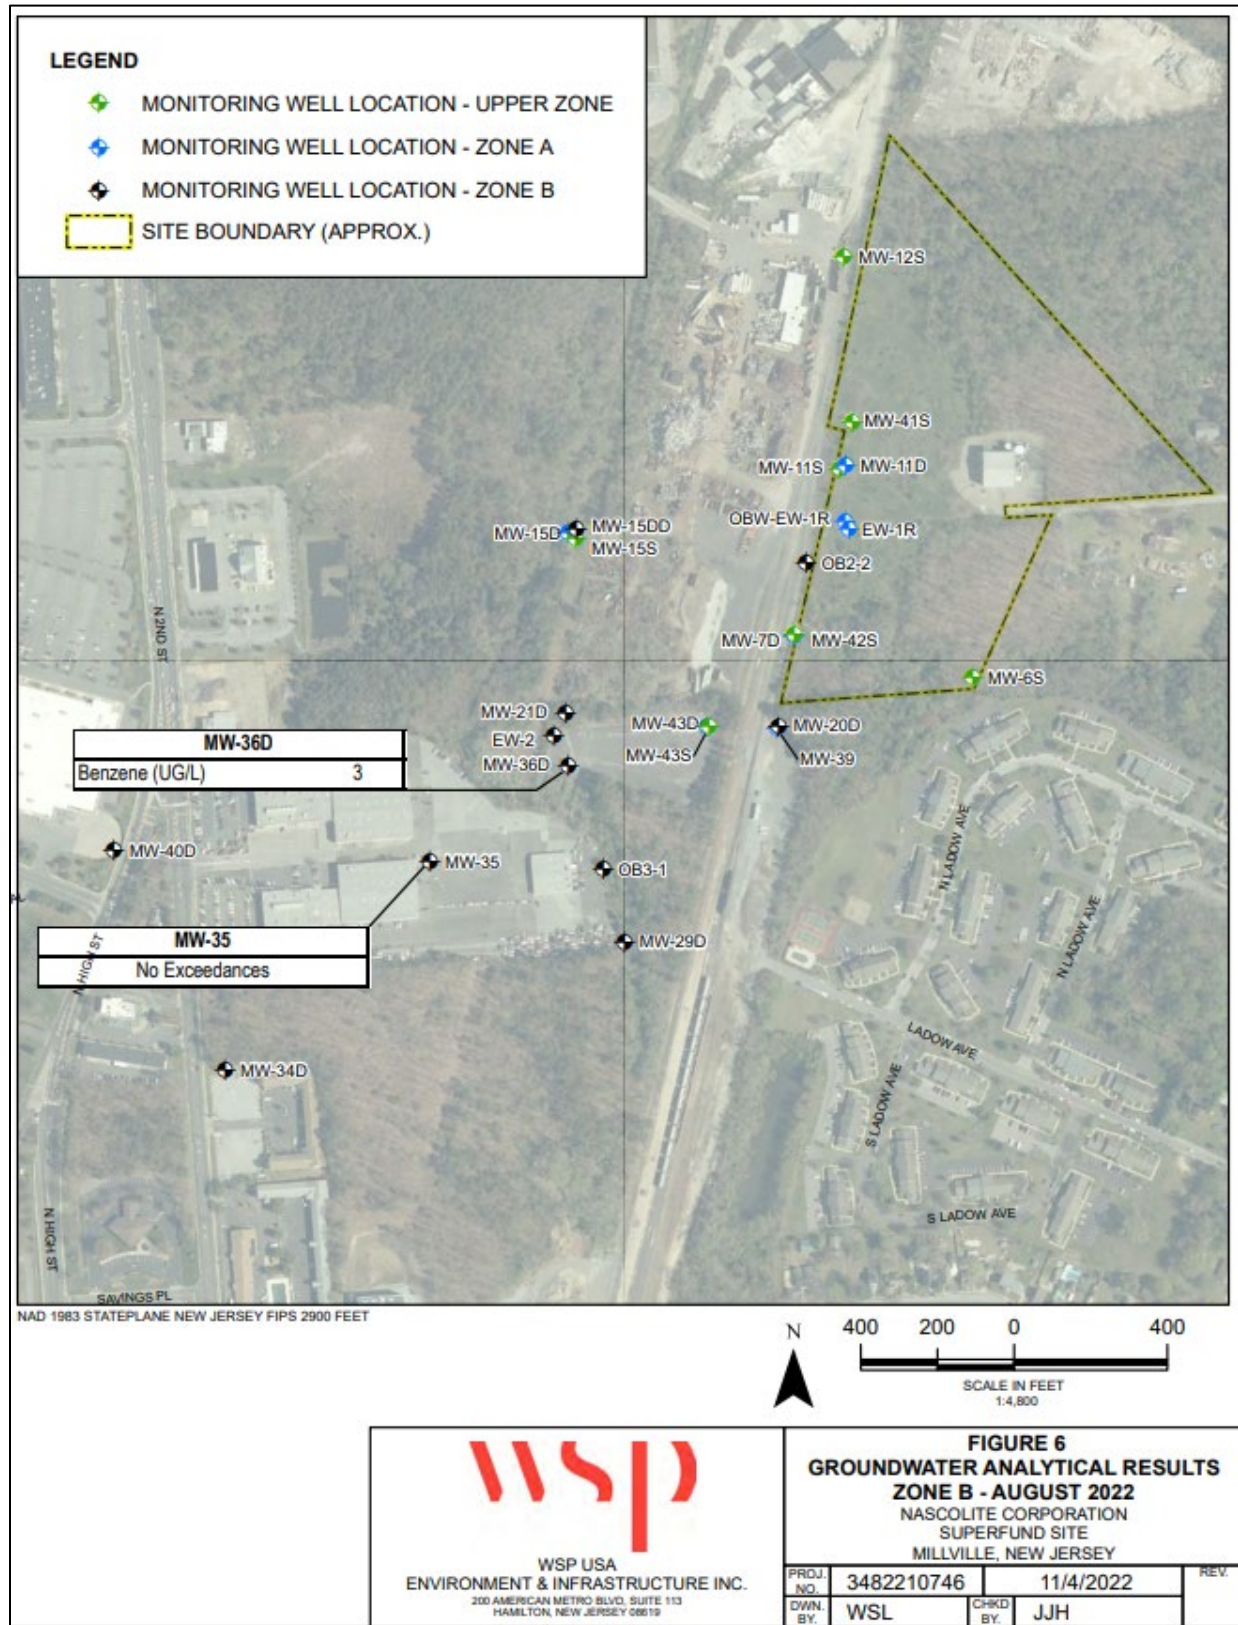 LEGEND
MONITORING WELL LOCATION - UPPER ZONE
MONITORING WELL LOCATION - ZONE A
MONITORING WELL LOCATION - ZONE B
SITE BOUNDARY (APPROX.)
MW-12S
MW-41S
MW-11S
MW-11D
OBW-EW-1R
EW-1R
MW-15D
MW-15DD
MW-15S
OB2-2
N 2ND ST
MW-7D
MW-42S
MW-6S
MW-21D
EW-2
MW-36D
MW-43D
MW-43S
MW-20D
MW-39
MW-36D
Benzene (UG/L) 3
MW-40D
MW-35
OB3-1
N LADOW AVE
N LADOW AVE
MW-35
No Exceedances
MW-29D
N HIGH ST
LADOW AVE
MW-34D
S LADOW AVE
S LADOW AVE
N HIGH ST
SAVINGS PL
NAD 1983 STATEPLANE NEW JERSEY FIPS 2900 FEET
N
400 200 0 400
SCALE IN FEET
1:4,800
wsp
WSP USA
ENVIRONMENT & INFRASTRUCTURE INC.
200 AMERICAN METRO BLVD, SUITE 113
HAMILTON, NEW JERSEY 08619
FIGURE 6
GROUNDWATER ANALYTICAL RESULTS
ZONE B - AUGUST 2022
NASCOLITE CORPORATION
SUPERFUND SITE
MILLVILLE, NEW JERSEY
PROJ. NO. 3482210746 11/4/2022 REV.
DWN. BY. WSL CHKD BY. JJH